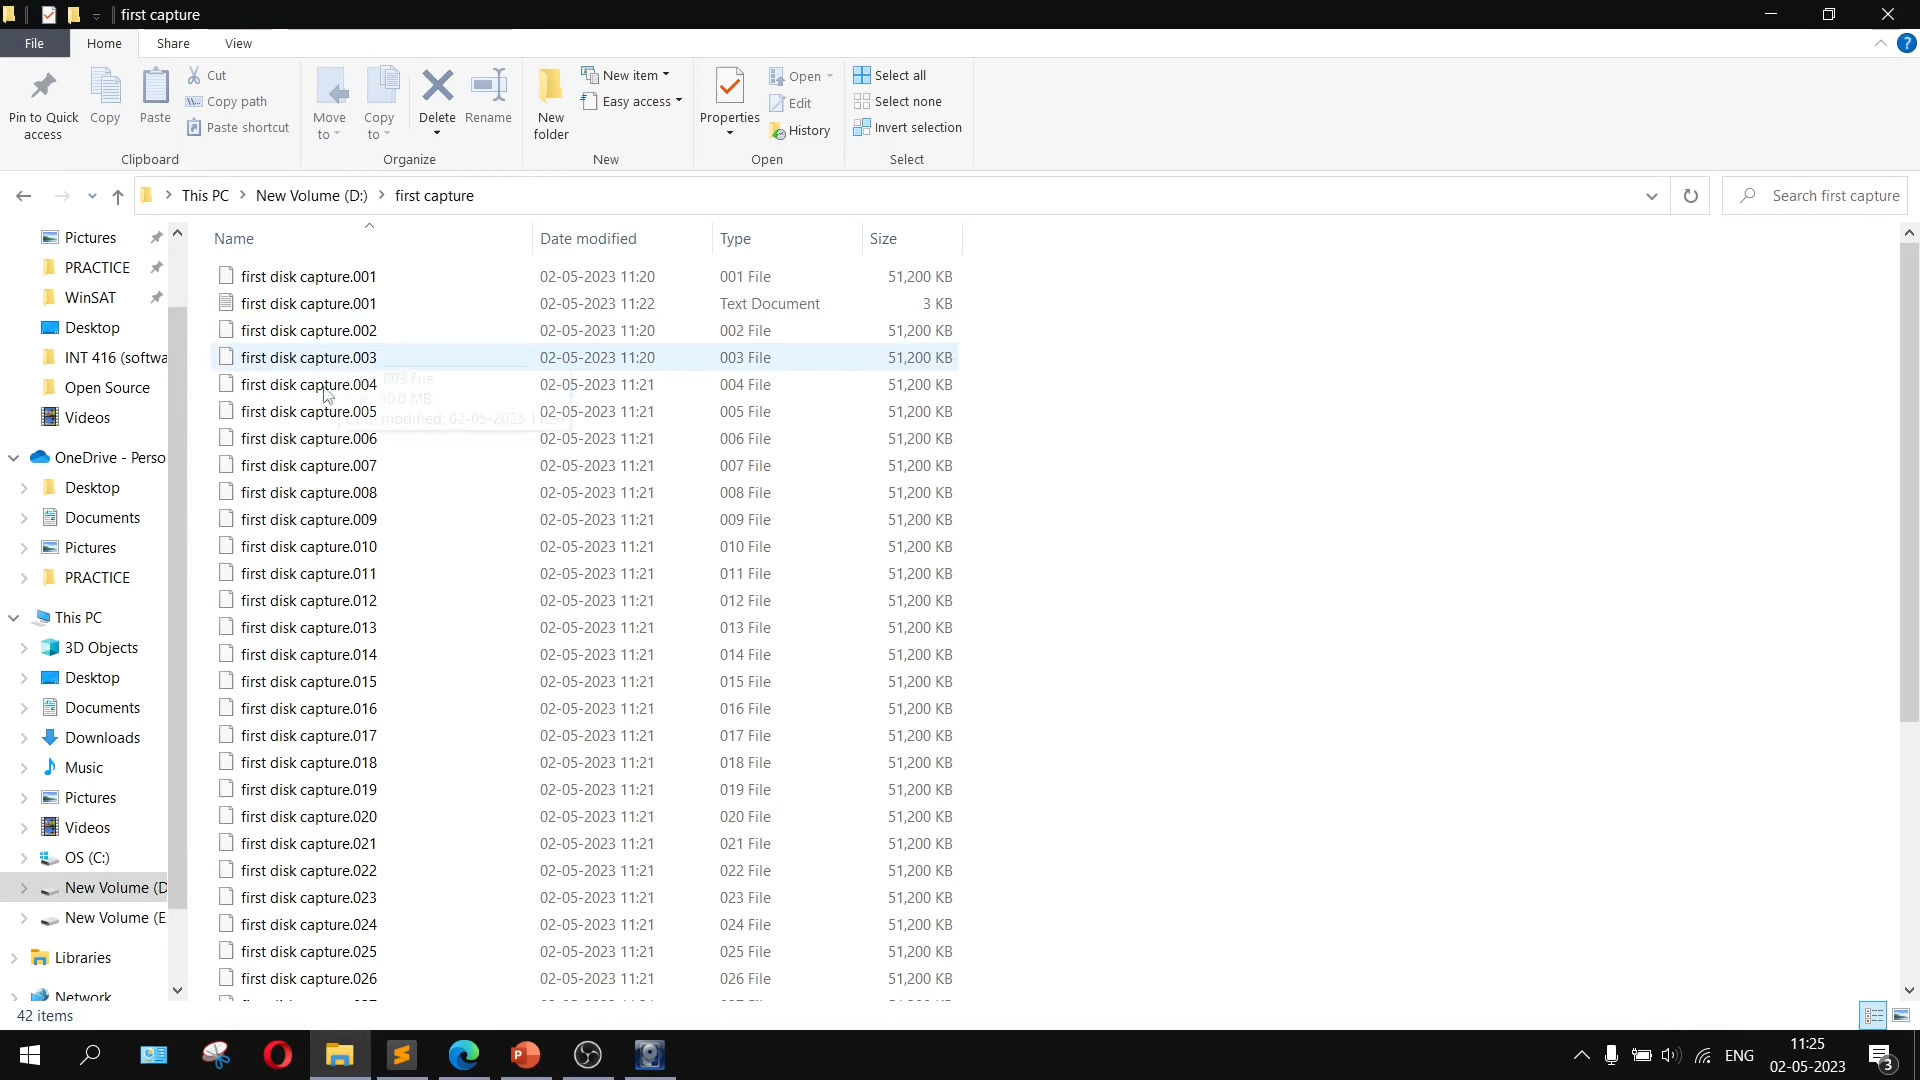 first capture
File Home Share View
Pin to Quick access
Copy
Paste
Cut
Copy path
Paste shortcut
Clipboard
Move to
Copy to
Delete
Rename
Organize
New folder
New item
Easy access
New
Properties
Open
Edit
History
Open
Select all
Select none
Invert selection
Select
This PC > New Volume (D:) > first capture
Search first capture
Pictures
PRACTICE
WinSAT
Desktop
INT 416 (softwa
Open Source
Videos
OneDrive - Perso
Desktop
Documents
Pictures
PRACTICE
This PC
3D Objects
Desktop
Documents
Downloads
Music
Pictures
Videos
OS (C:)
New Volume (D
New Volume (E
Libraries
Network
Name Date modified Type Size
first disk capture.001 02-05-2023 11:20 001 File 51,200 KB
first disk capture.001 02-05-2023 11:22 Text Document 3 KB
first disk capture.002 02-05-2023 11:20 002 File 51,200 KB
first disk capture.003 02-05-2023 11:20 003 File 51,200 KB
first disk capture.004 02-05-2023 11:21 004 File 51,200 KB
first disk capture.005 02-05-2023 11:21 005 File 51,200 KB
first disk capture.006 02-05-2023 11:21 006 File 51,200 KB
first disk capture.007 02-05-2023 11:21 007 File 51,200 KB
first disk capture.008 02-05-2023 11:21 008 File 51,200 KB
first disk capture.009 02-05-2023 11:21 009 File 51,200 KB
first disk capture.010 02-05-2023 11:21 010 File 51,200 KB
first disk capture.011 02-05-2023 11:21 011 File 51,200 KB
first disk capture.012 02-05-2023 11:21 012 File 51,200 KB
first disk capture.013 02-05-2023 11:21 013 File 51,200 KB
first disk capture.014 02-05-2023 11:21 014 File 51,200 KB
first disk capture.015 02-05-2023 11:21 015 File 51,200 KB
first disk capture.016 02-05-2023 11:21 016 File 51,200 KB
first disk capture.017 02-05-2023 11:21 017 File 51,200 KB
first disk capture.018 02-05-2023 11:21 018 File 51,200 KB
first disk capture.019 02-05-2023 11:21 019 File 51,200 KB
first disk capture.020 02-05-2023 11:21 020 File 51,200 KB
first disk capture.021 02-05-2023 11:21 021 File 51,200 KB
first disk capture.022 02-05-2023 11:21 022 File 51,200 KB
first disk capture.023 02-05-2023 11:21 023 File 51,200 KB
first disk capture.024 02-05-2023 11:21 024 File 51,200 KB
first disk capture.025 02-05-2023 11:21 025 File 51,200 KB
first disk capture.026 02-05-2023 11:21 026 File 51,200 KB
003 File
modified: 02-05-2023
42 items
ENG
11:25
02-05-2023
3